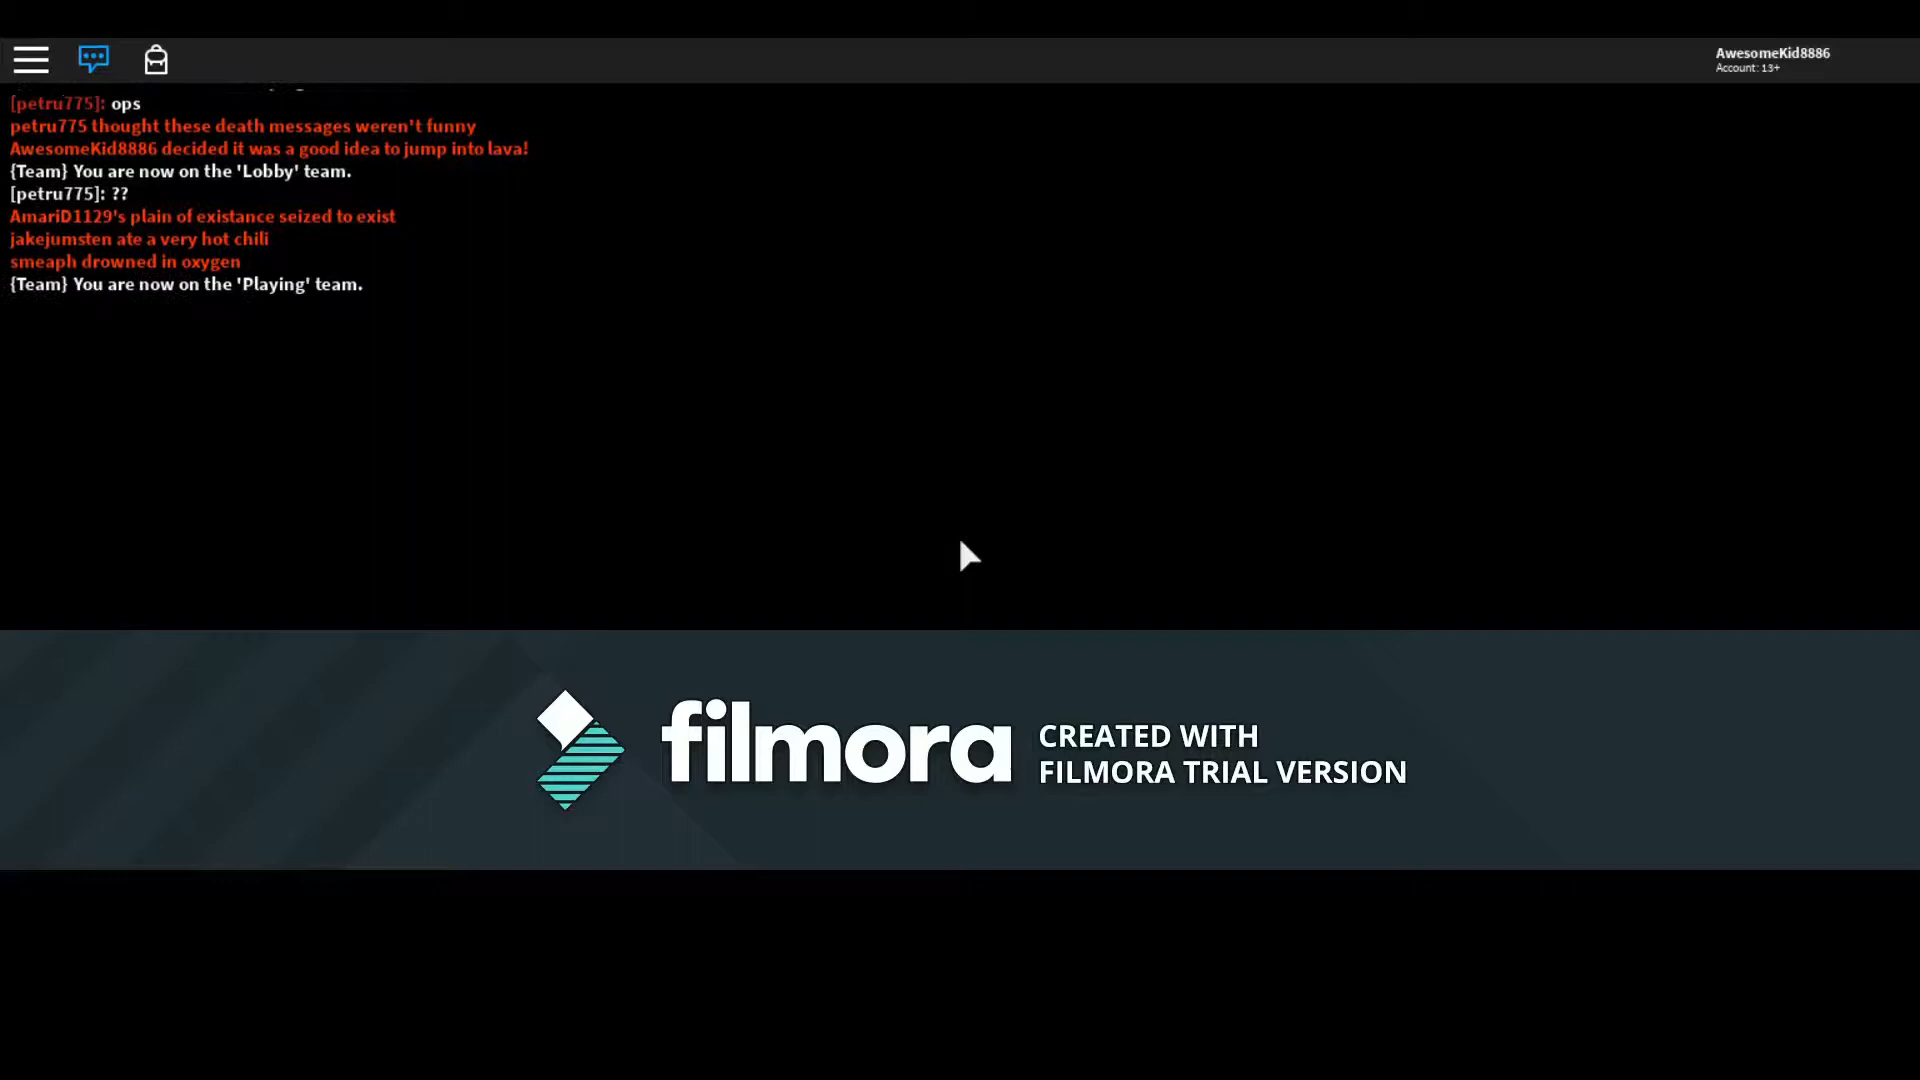 AwesomeKid8886
Account: 13+
[petru775]: ops
petru775 thought these death messages weren't funny
AwesomeKid8886 decided it was a good idea to jump into lava!
{Team} You are now on the 'Lobby' team.
[petru775]: ??
AmariD1129's plain of existance seized to exist
jakejumsten ate a very hot chili
smeaph drowned in oxygen
{Team} You are now on the 'Playing' team.
filmora
CREATED WITH
FILMORA TRIAL VERSION